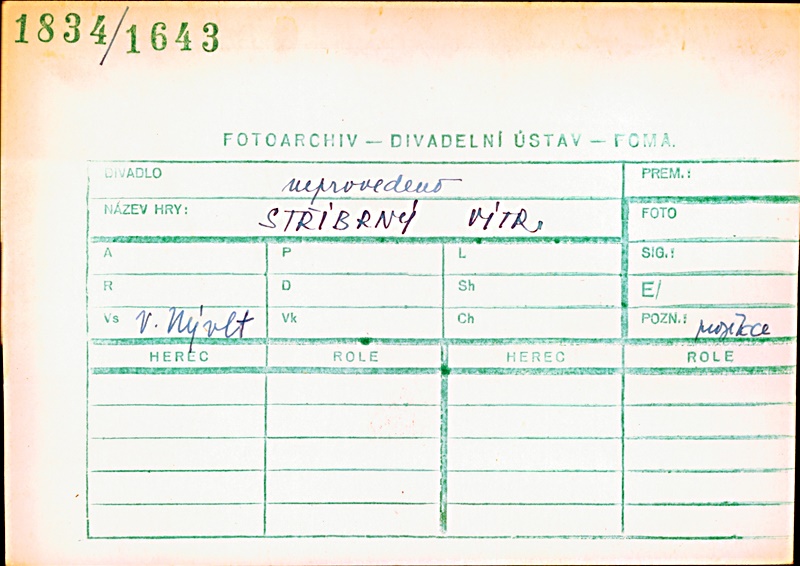 1834/1643
FOTOARCHIV — DIVADELNÍ ÚSTAV — FOMA.
DIVADLO neprovedeno PREM.:
NÁZEV HRY: STŘÍBRNÝ VÍTR. FOTO
A P L SIG.:
R D Sh E/
Vs V. Nývlt Vk Ch POZN.:
HEREC ROLE HEREC ROLE